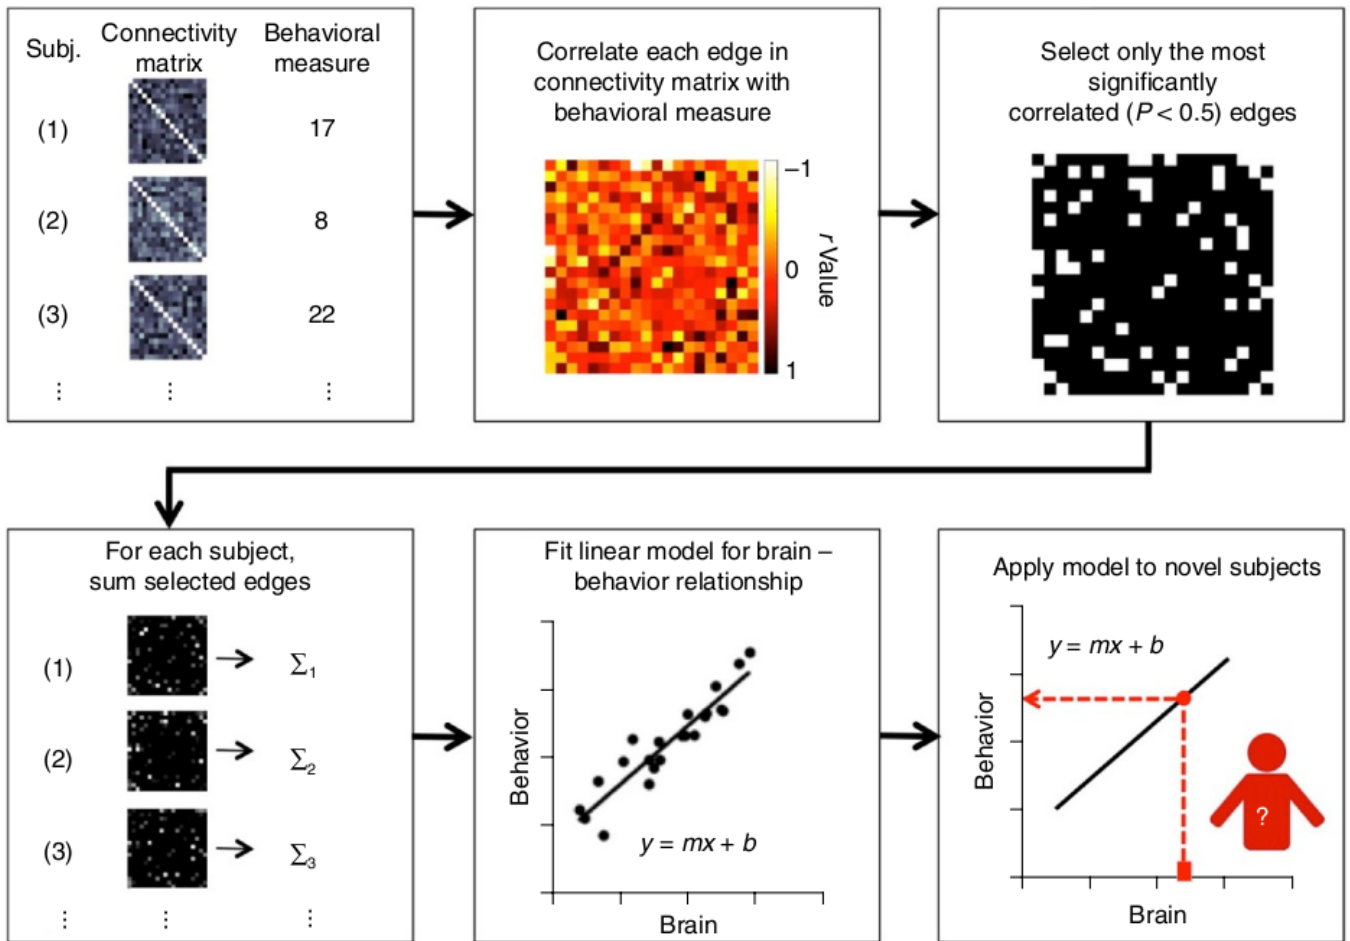 Subj.
Connectivity
matrix
Behavioral
measure
(1)
17
(2)
8
(3)
22
⋮ ⋮ ⋮
Correlate each edge in
connectivity matrix with
behavioral measure
–1
0
1
r Value
Select only the most
significantly
correlated (P < 0.5) edges
For each subject,
sum selected edges
(1)
Σ1
(2)
Σ2
(3)
Σ3
⋮ ⋮ ⋮
Fit linear model for brain –
behavior relationship
Behavior
y = mx + b
Brain
Apply model to novel subjects
y = mx + b
Behavior
?
Brain